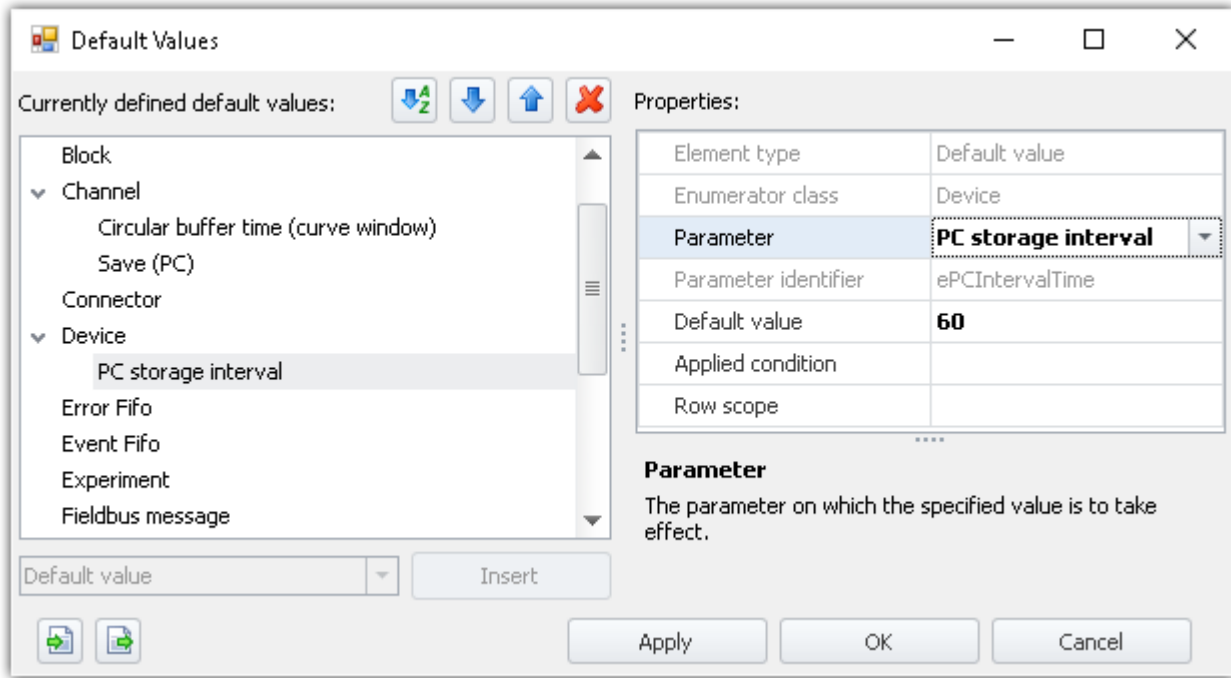 Default Values
Currently defined default values:
Block
Channel
Circular buffer time (curve window)
Save (PC)
Connector
Device
PC storage interval
Error Fifo
Event Fifo
Experiment
Fieldbus message
Default value
Insert
Properties:
Element type Default value
Enumerator class Device
Parameter PC storage interval
Parameter identifier ePCIntervalTime
Default value 60
Applied condition
Row scope
Parameter
The parameter on which the specified value is to take
effect.
Apply OK Cancel